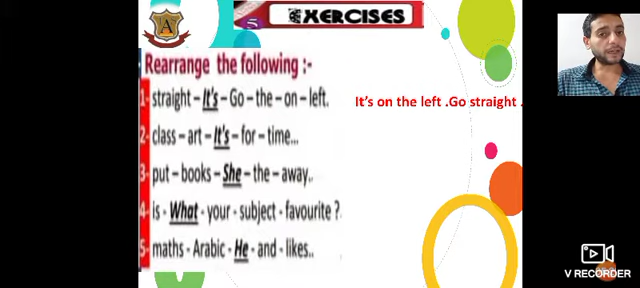 A
5
EXERCISES
Rearrange the following :-
1- straight – It's – Go – the – on – left.
It's on the left .Go straight .
2- class – art – It's – for – time...
3- put – books – She – the – away..
4- is - What - your - subject - favourite ?
5- maths - Arabic - He - and - likes..
V RECORDER